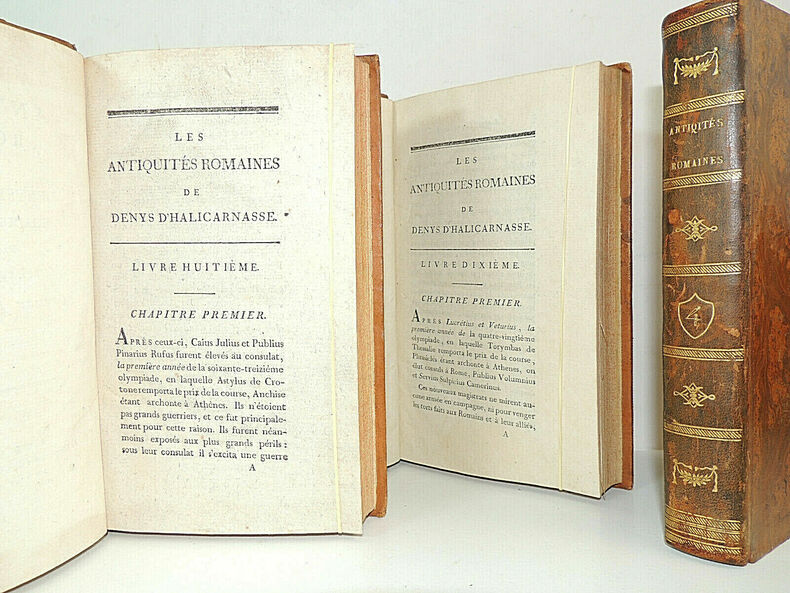 LES
ANTIQUITÉS ROMAINES
DE
DENYS D'HALICARNASSE.
LIVRE HUITIÈME.
CHAPITRE PREMIER.
APRÈS ceux-ci, Caius Julius et Publius
Pinarius Rufus furent élevés au consulat,
la première année de la soixante-treizième
olympiade, en laquelle Astylus de Cro-
tone remporta le prix de la course, Anchise
étant archonte à Athènes. Ils n'étoient
pas grands guerriers, et ce fut principale-
ment pour cette raison. Ils furent néan-
moins exposés aux plus grands périls:
sous leur consulat il s'excita une guerre
A
LES
ANTIQUITÉS ROMAINES
DE
DENYS D'HALICARNASSE.
LIVRE DIXIÈME.
CHAPITRE PREMIER.
APRÈS Lucrétius et Veturius, la
première année de la quatre-vingtième
olympiade, en laquelle Torymbas de
Thessalie remporta le prix de la course,
Phrasiclès étant archonte à Athènes, on
élut consuls à Rome, Publius Volumnius
et Servius Sulpicius Camerinus.
Ces nouveaux magistrats ne mirent au-
cune armée en campagne, ni pour venger
les torts faits aux Romains et à leur alliés,
A
ANTIQITÉS
ROMAINES
4